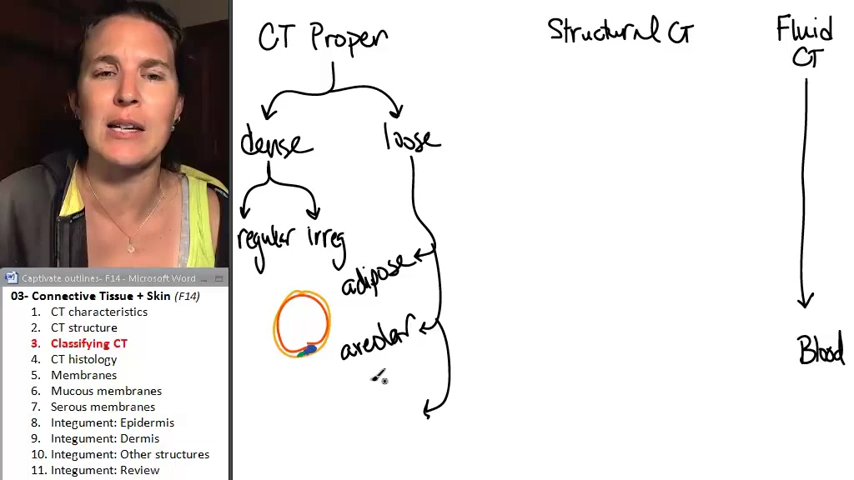 CT Proper
Structural CT
Fluid
CT
dense
loose
regular irreg
adipose
areolar
Blood
Captivate outlines- F14 - Microsoft Word
03- Connective Tissue + Skin (F14)
1. CT characteristics
2. CT structure
3. Classifying CT
4. CT histology
5. Membranes
6. Mucous membranes
7. Serous membranes
8. Integument: Epidermis
9. Integument: Dermis
10. Integument: Other structures
11. Integument: Review